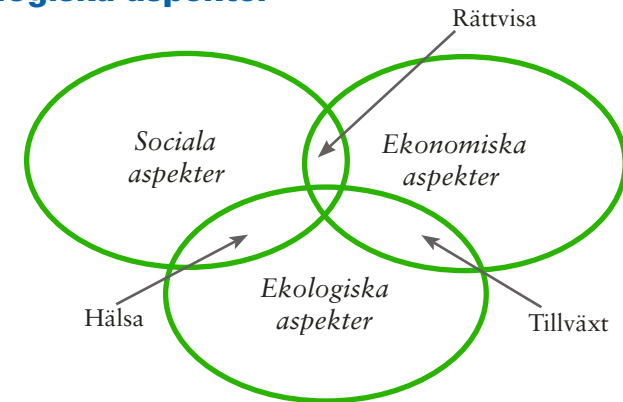 Rättvisa
Sociala
aspekter
Ekonomiska
aspekter
Ekologiska
aspekter
Hälsa
Tillväxt